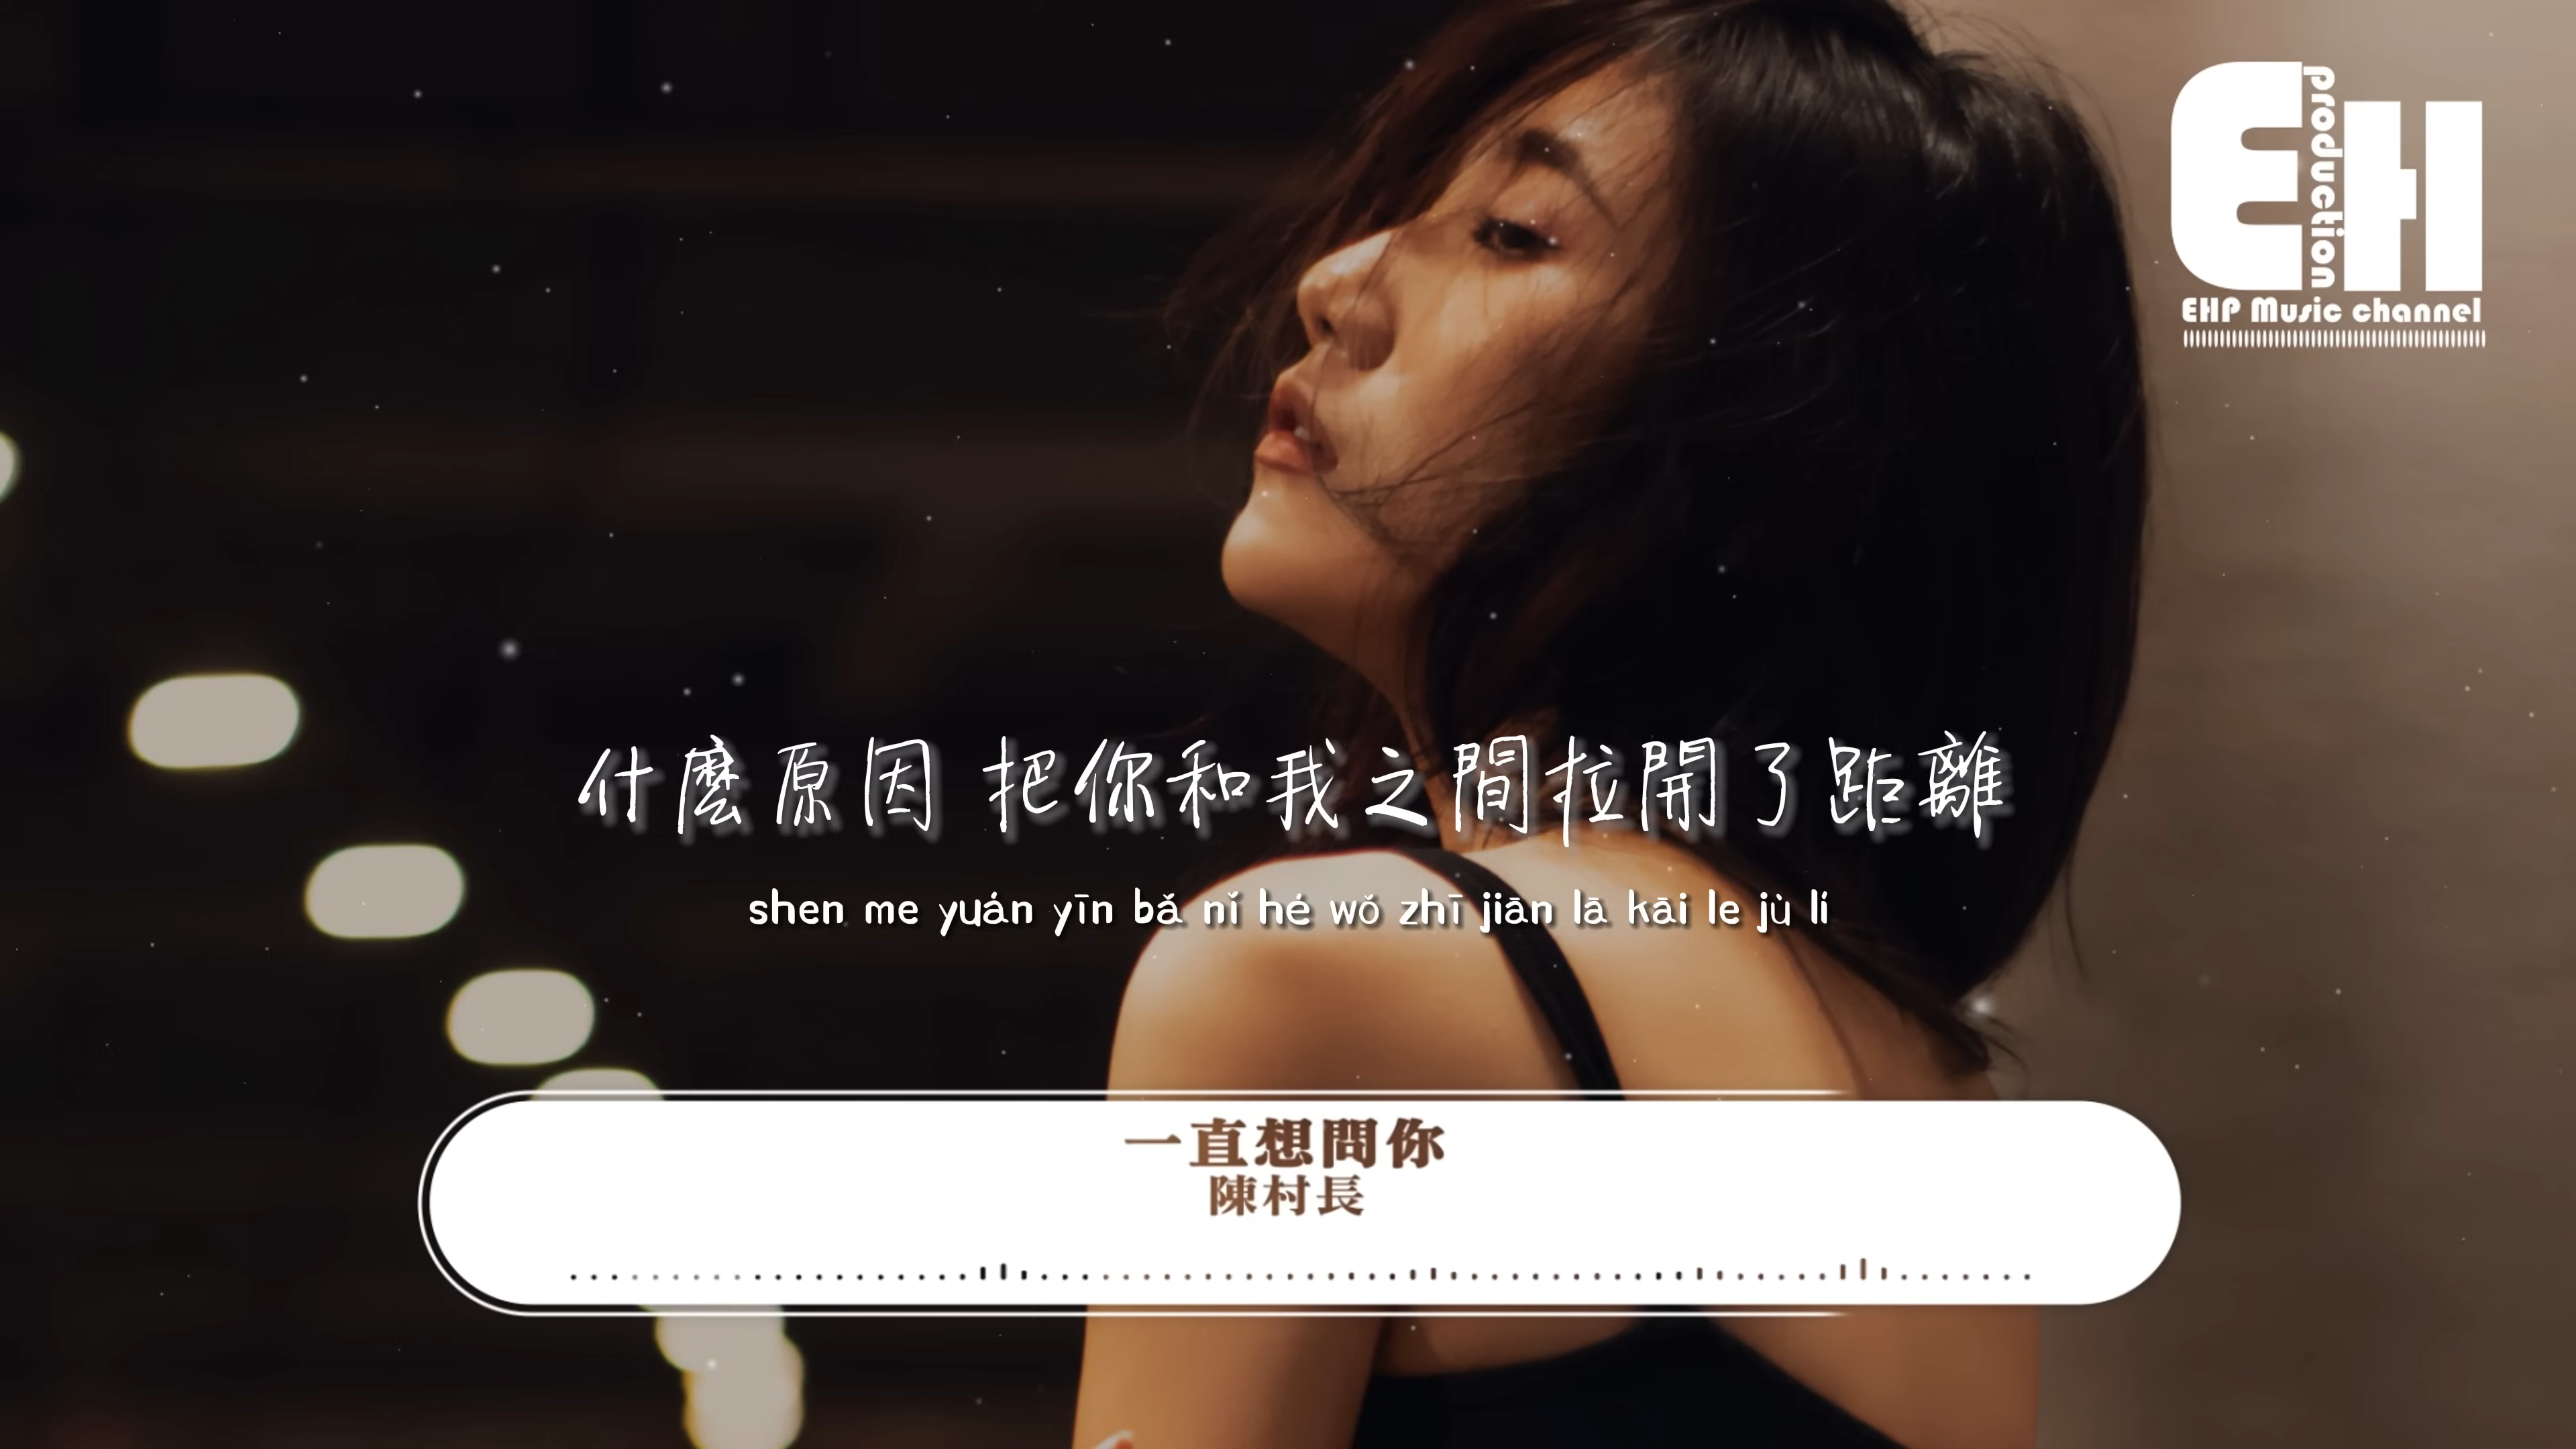 EH
production
EHP Music channel
什麼原因 把你和我之間拉開了距離
shen me yuán yīn bǎ nǐ hé wǒ zhī jiān lā kāi le jù lí
一直想問你
陳村長